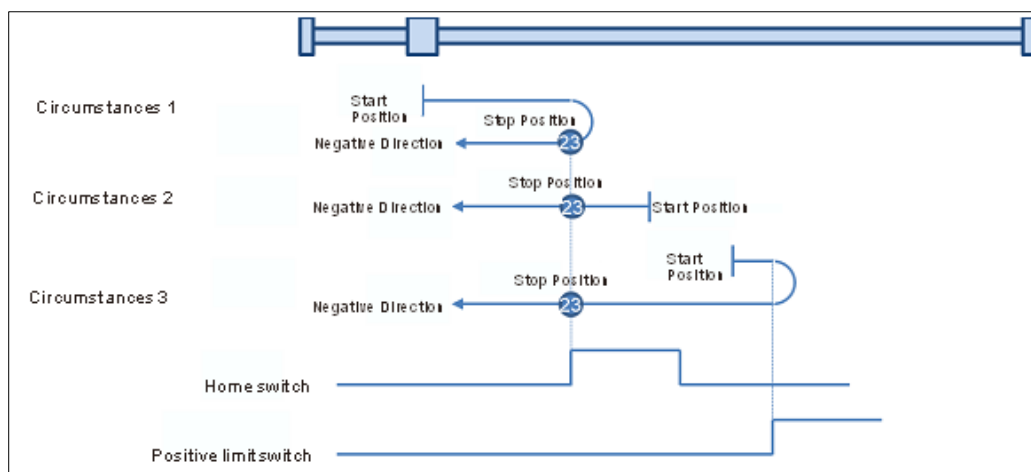 Circumstances 1
Start
Position
Stop Position
Negative Direction
23
Circumstances 2
Stop Position
Negative Direction
23
Start Position
Start
Position
Circumstances 3
Stop Position
Negative Direction
23
Home switch
Positive limitswitch